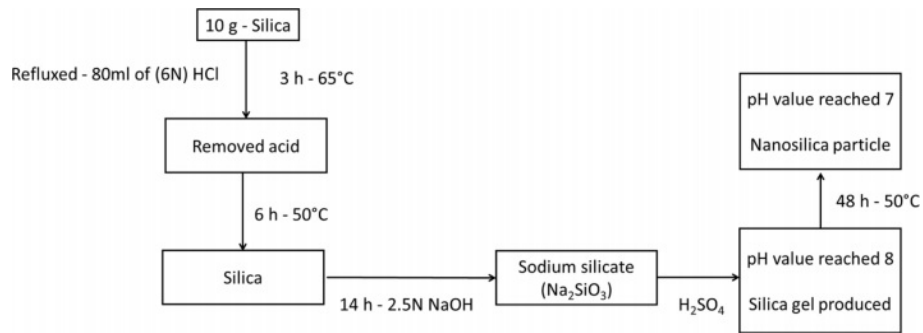 10 g - Silica
Refluxed - 80ml of (6N) HCl
3 h - 65°C
Removed acid
6 h - 50°C
Silica
14 h - 2.5N NaOH
Sodium silicate
(Na₂SiO₃)
H₂SO₄
pH value reached 8
Silica gel produced
48 h - 50°C
pH value reached 7
Nanosilica particle